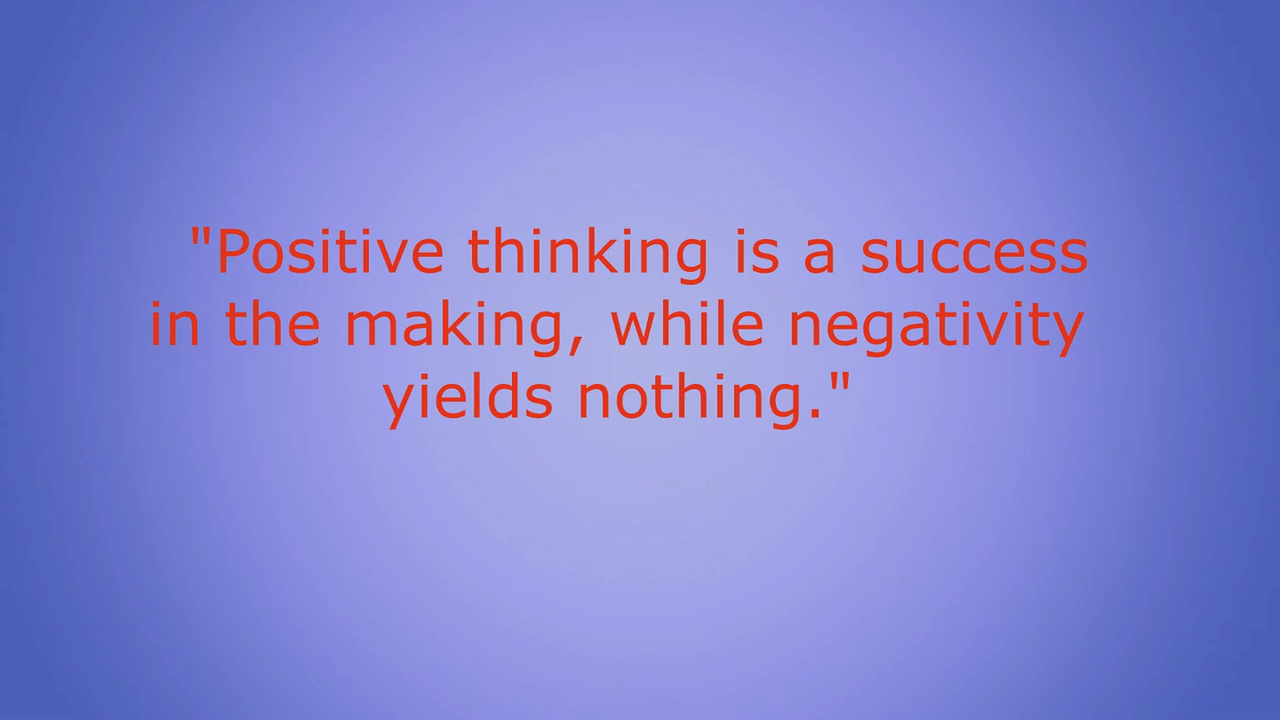 "Positive thinking is a success
in the making, while negativity
yields nothing."